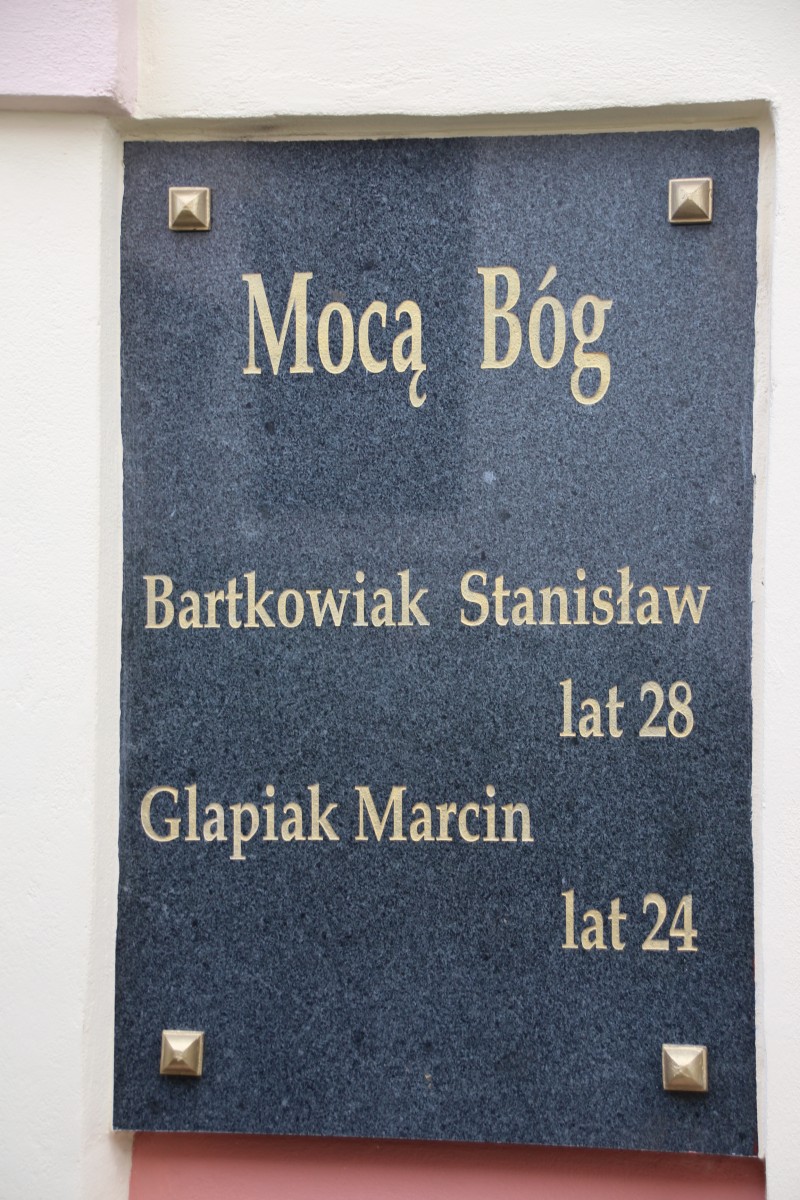 Mocą Bóg
Bartkowiak Stanisław
lat 28
Glapiak Marcin
lat 24